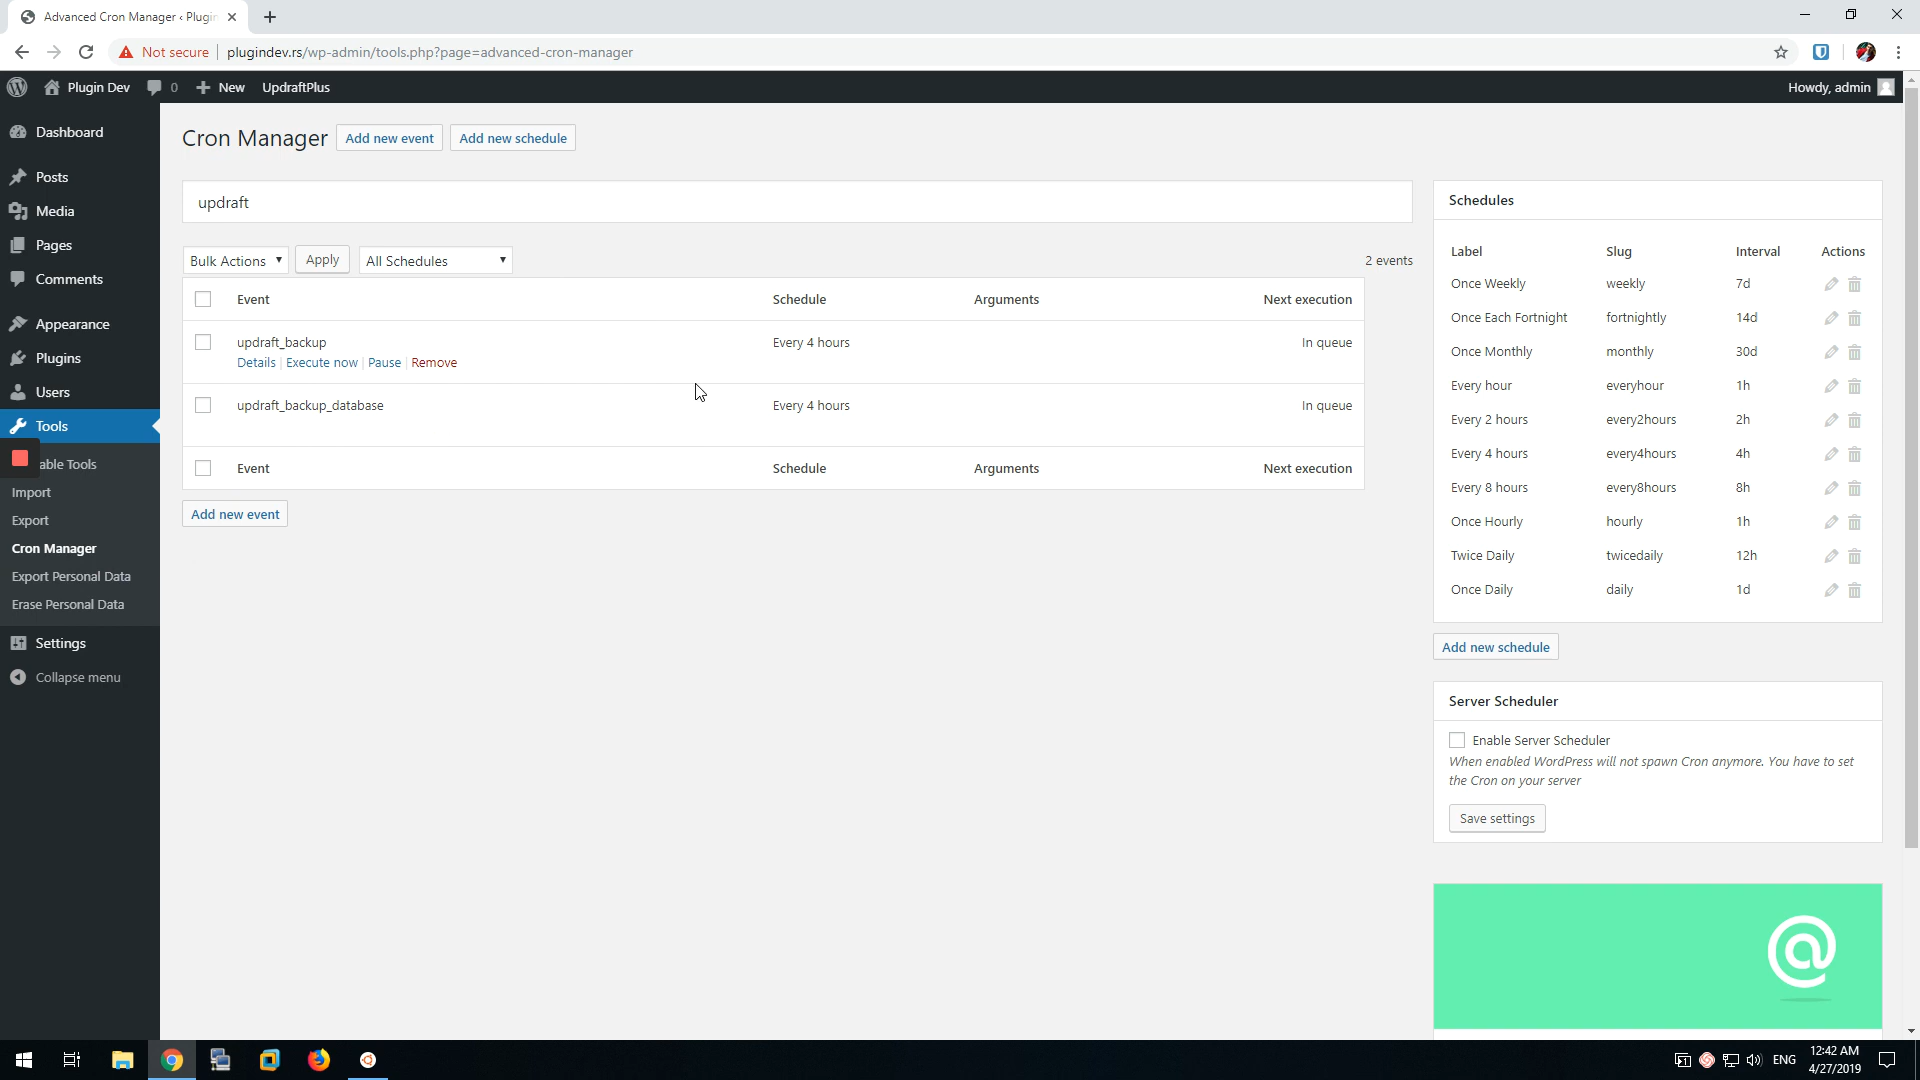 Advanced Cron Manager ‹ Plugin
Not secure
plugindev.rs/wp-admin/tools.php?page=advanced-cron-manager
Plugin Dev
0
New
UpdraftPlus
Howdy, admin
Dashboard
Posts
Media
Pages
Comments
Appearance
Plugins
Users
Tools
able Tools
Import
Export
Cron Manager
Export Personal Data
Erase Personal Data
Settings
Collapse menu
Cron Manager
Add new event
Add new schedule
updraft
Bulk Actions
Apply
All Schedules
2 events
Event Schedule Arguments Next execution
updraft_backup Every 4 hours In queue
Details | Execute now | Pause | Remove
updraft_backup_database Every 4 hours In queue
Event Schedule Arguments Next execution
Add new event
Schedules
Label Slug Interval Actions
Once Weekly weekly 7d
Once Each Fortnight fortnightly 14d
Once Monthly monthly 30d
Every hour everyhour 1h
Every 2 hours every2hours 2h
Every 4 hours every4hours 4h
Every 8 hours every8hours 8h
Once Hourly hourly 1h
Twice Daily twicedaily 12h
Once Daily daily 1d
Add new schedule
Server Scheduler
Enable Server Scheduler
When enabled WordPress will not spawn Cron anymore. You have to set
the Cron on your server
Save settings
@
ENG
12:42 AM
4/27/2019